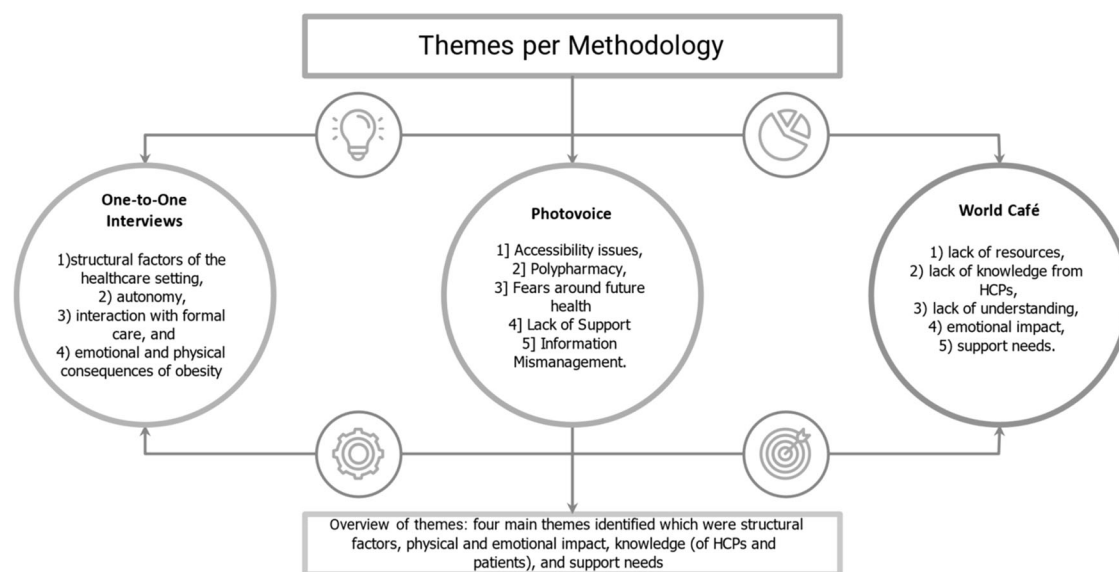 Themes per Methodology
One-to-One
Interviews
1)structural factors of the
healthcare setting,
2) autonomy,
3) interaction with formal
care, and
4) emotional and physical
consequences of obesity
Photovoice
1] Accessibility issues,
2] Polypharmacy,
3] Fears around future
health
4] Lack of Support
5] Information
Mismanagement.
World Café
1) lack of resources,
2) lack of knowledge from
HCPs,
3) lack of understanding,
4) emotional impact,
5) support needs.
Overview of themes: four main themes identified which were structural
factors, physical and emotional impact, knowledge (of HCPs and
patients), and support needs